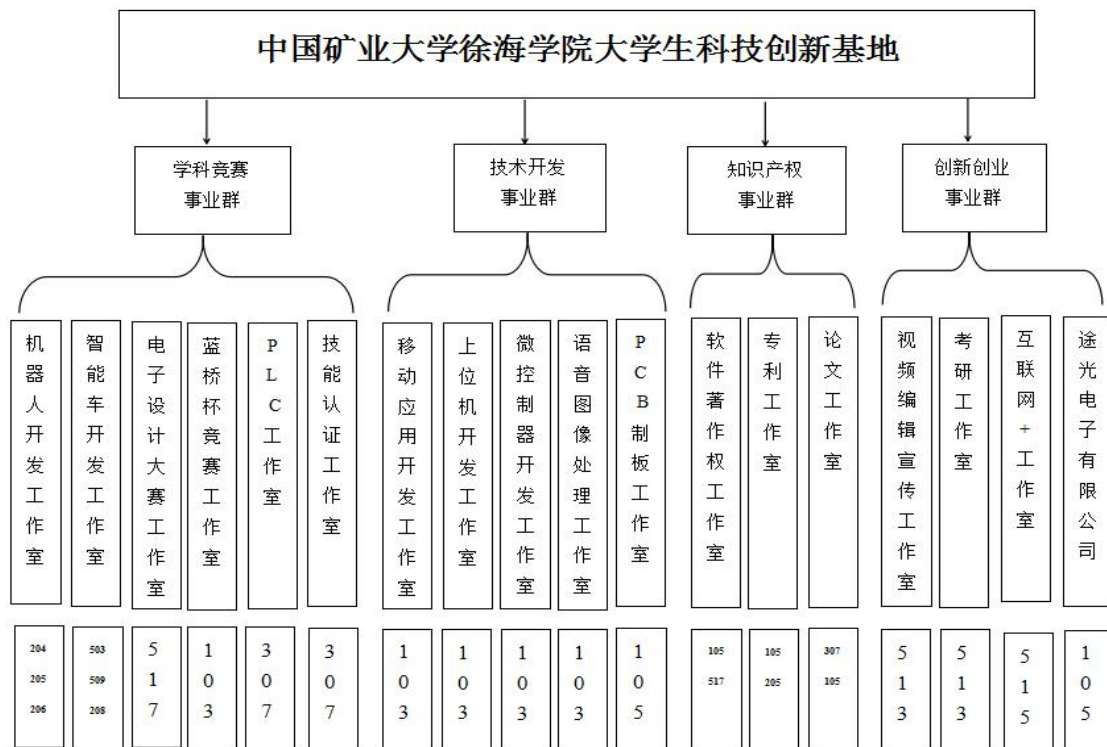 中国矿业大学徐海学院大学生科技创新基地
学科竞赛
事业群
技术开发
事业群
知识产权
事业群
创新创业
事业群
机器人开发工作室
智能车开发工作室
电子设计大赛工作室
蓝桥杯竞赛工作室
PLC工作室
技能认证工作室
移动应用开发工作室
上位机开发工作室
微控制器开发工作室
语音图像处理工作室
PCB制板工作室
软件著作权工作室
专利工作室
论文工作室
视频编辑宣传工作室
考研工作室
互联网+工作室
途光电子有限公司
204
205
206
503
509
208
517
103
307
307
103
103
103
103
105
105
517
105
205
307
105
513
513
515
105